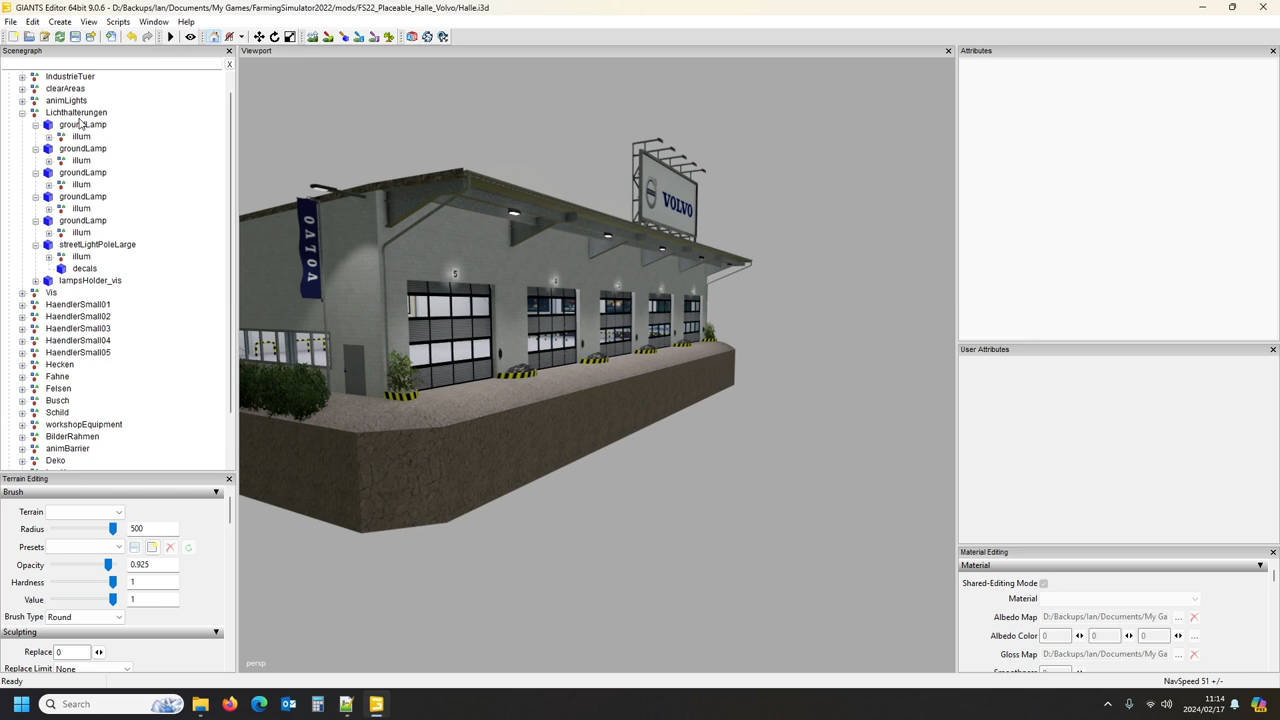 GIANTS Editor 64bit 9.0.6 - D:/Backups/Ian/Documents/My Games/FarmingSimulator2022/mods/FS22_Placeable_Halle_Volvo/Halle.i3d
File Edit Create View Scripts Window Help
Scenegraph
X
IndustrieTuer
clearAreas
animLights
Lichthalterungen
groundLamp
illum
groundLamp
illum
groundLamp
illum
groundLamp
illum
groundLamp
illum
streetLightPoleLarge
illum
decals
lampsHolder_vis
Vis
HaendlerSmall01
HaendlerSmall02
HaendlerSmall03
HaendlerSmall04
HaendlerSmall05
Hecken
Fahne
Felsen
Busch
Schild
workshopEquipment
BilderRahmen
animBarrier
Deko
Terrain Editing
Brush
Terrain
Radius 500
Presets
Opacity 0.925
Hardness 1
Value 1
Brush Type Round
Sculpting
Replace 0
Replace Limit None
Ready
Viewport
VOLVO
VOLVO
5
persp
Attributes
User Attributes
Material Editing
Material
Shared-Editing Mode
Material
Albedo Map D:/Backups/Ian/Documents/My Ga ...
Albedo Color 0 0 0 ...
Gloss Map D:/Backups/Ian/Documents/My Ga ...
NavSpeed 51 +/-
Search
11:14
2024/02/17